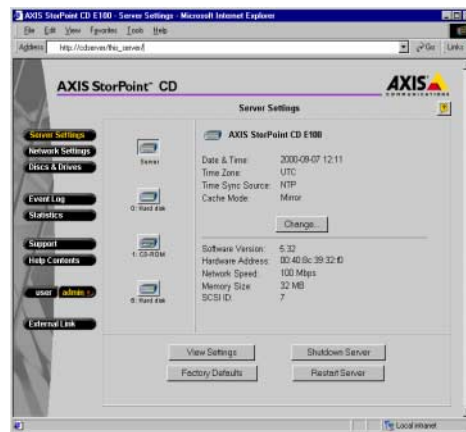 AXIS StorPoint CD E100 - Server Settings - Microsoft Internet Explorer
File Edit View Favorites Tools Help
Address http://cdserver/this_server/ Go Links
AXIS StorPoint™ CD
AXIS
COMMUNICATIONS
Server Settings
?
Server Settings
Network Settings
Discs & Drives
Event Log
Statistics
Support
Help Contents
user admin
External Link
Server
0: Hard disk
1: CD-ROM
6: Hard disk
AXIS StorPoint CD E100
Date & Time: 2000-09-07 12:11
Time Zone: UTC
Time Sync Source: NTP
Cache Mode: Mirror
Change...
Software Version: 5.32
Hardware Address: 00:40:8c:39:32:f0
Network Speed: 100 Mbps
Memory Size: 32 MB
SCSI ID: 7
View Settings
Shutdown Server
Factory Defaults
Restart Server
Local intranet